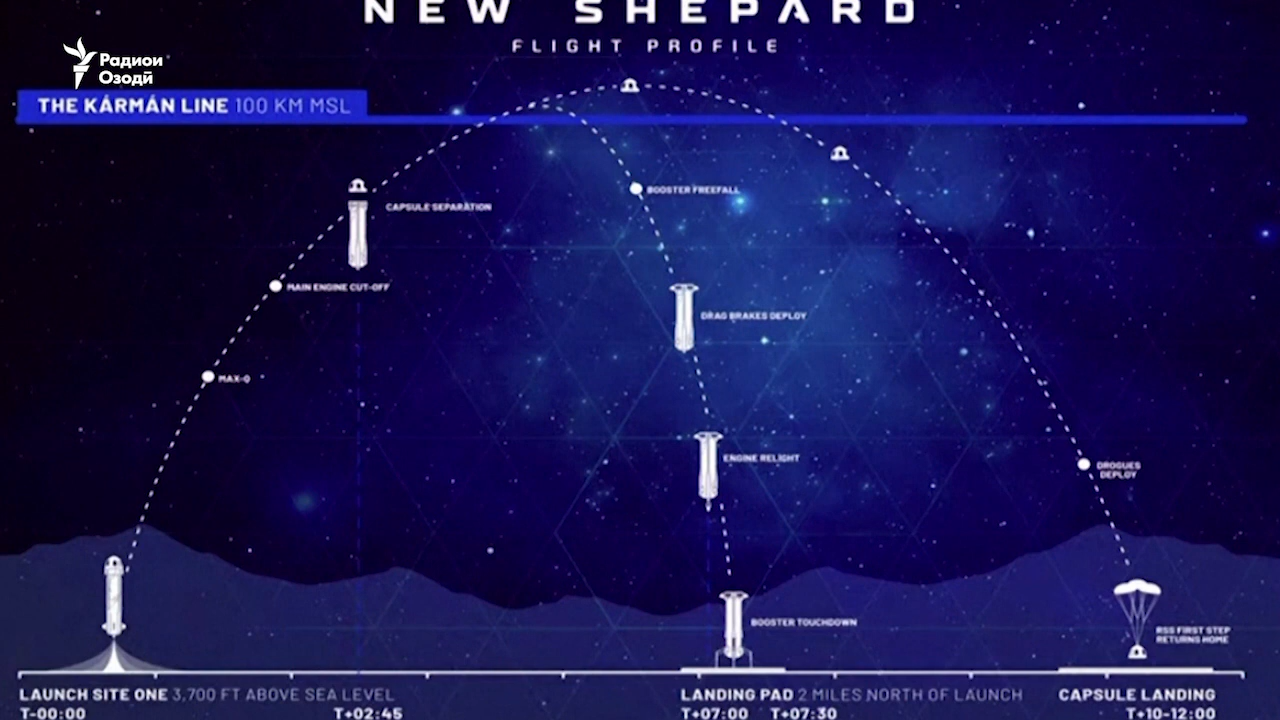 NEW SHEPARD
FLIGHT PROFILE
Радиои
Озодӣ
THE KÁRMÁN LINE 100 KM MSL
BOOSTER FREEFALL
CAPSULE SEPARATION
MAIN ENGINE CUT-OFF
DRAG BRAKES DEPLOY
MAX-Q
ENGINE RELIGHT
DROGUES
DEPLOY
BOOSTER TOUCHDOWN
RSS FIRST STEP
RETURNS HOME
LAUNCH SITE ONE 3,700 FT ABOVE SEA LEVEL
LANDING PAD 2 MILES NORTH OF LAUNCH
CAPSULE LANDING
T-00:00
T+02:45
T+07:00
T+07:30
T+10-12:00